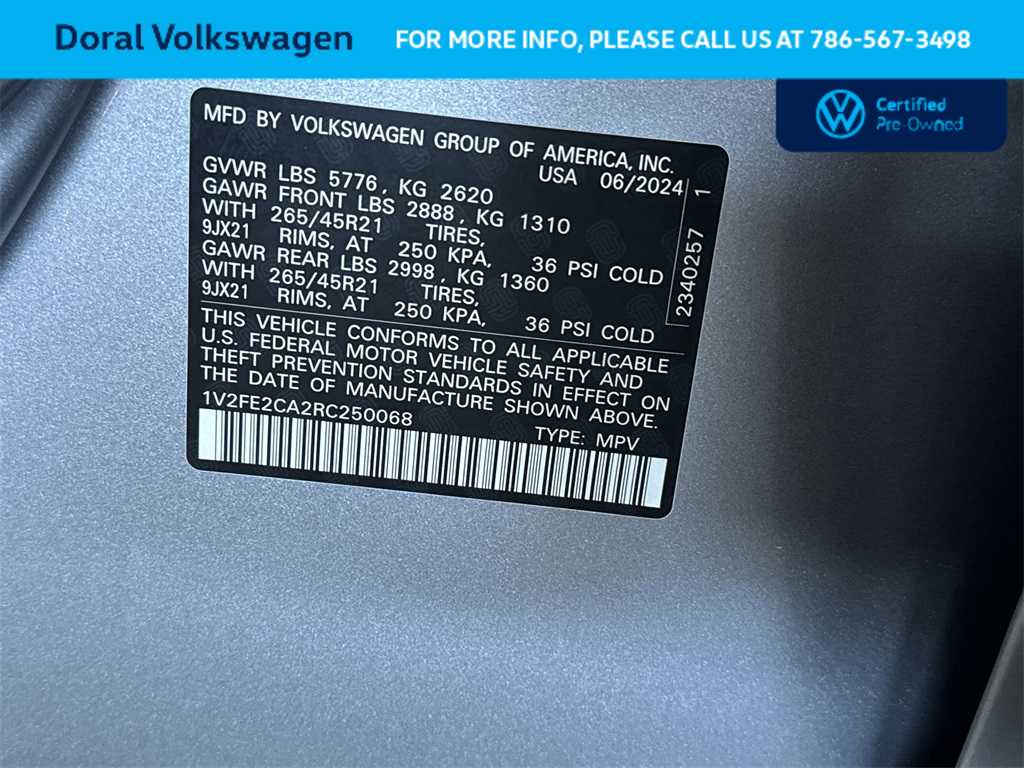 Doral Volkswagen
FOR MORE INFO, PLEASE CALL US AT 786-567-3498
Certified
Pre-Owned
MFD BY VOLKSWAGEN GROUP OF AMERICA, INC.
USA 06/2024
GVWR LBS 5776, KG 2620
GAWR FRONT LBS 2888, KG 1310
WITH 265/45R21 TIRES,
9JX21 RIMS, AT 250 KPA, 36 PSI COLD
GAWR REAR LBS 2998, KG 1360
WITH 265/45R21 TIRES,
9JX21 RIMS, AT 250 KPA, 36 PSI COLD
2340257 1
THIS VEHICLE CONFORMS TO ALL APPLICABLE
U.S. FEDERAL MOTOR VEHICLE SAFETY AND
THEFT PREVENTION STANDARDS IN EFFECT ON
THE DATE OF MANUFACTURE SHOWN ABOVE.
1V2FE2CA2RC250068 TYPE: MPV